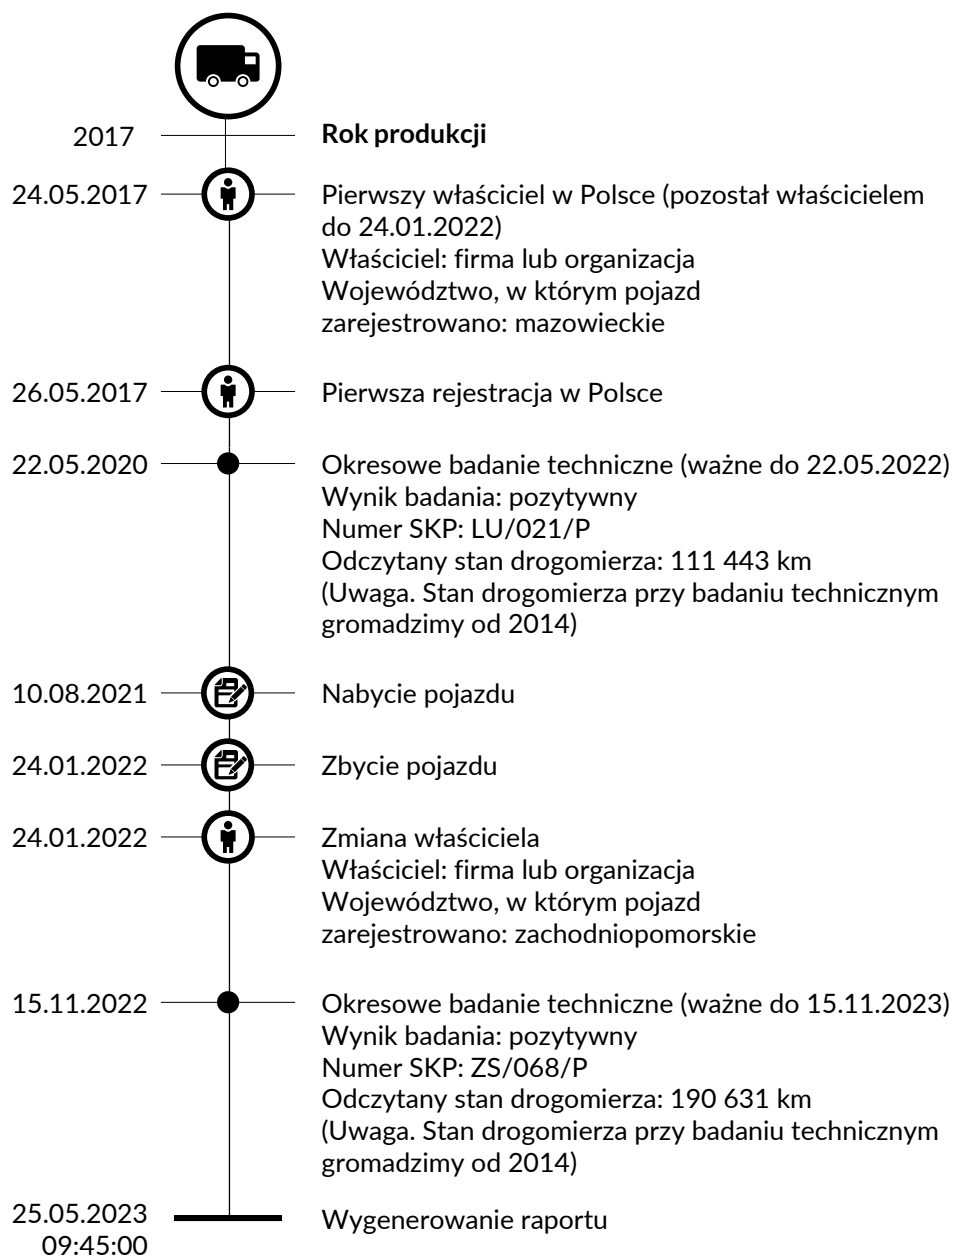 2017
Rok produkcji
24.05.2017
Pierwszy właściciel w Polsce (pozostał właścicielem
do 24.01.2022)
Właściciel: firma lub organizacja
Województwo, w którym pojazd
zarejestrowano: mazowieckie
26.05.2017
Pierwsza rejestracja w Polsce
22.05.2020
Okresowe badanie techniczne (ważne do 22.05.2022)
Wynik badania: pozytywny
Numer SKP: LU/021/P
Odczytany stan drogomierza: 111 443 km
(Uwaga. Stan drogomierza przy badaniu technicznym
gromadzimy od 2014)
10.08.2021
Nabycie pojazdu
24.01.2022
Zbycie pojazdu
24.01.2022
Zmiana właściciela
Właściciel: firma lub organizacja
Województwo, w którym pojazd
zarejestrowano: zachodniopomorskie
15.11.2022
Okresowe badanie techniczne (ważne do 15.11.2023)
Wynik badania: pozytywny
Numer SKP: ZS/068/P
Odczytany stan drogomierza: 190 631 km
(Uwaga. Stan drogomierza przy badaniu technicznym
gromadzimy od 2014)
25.05.2023
09:45:00
Wygenerowanie raportu